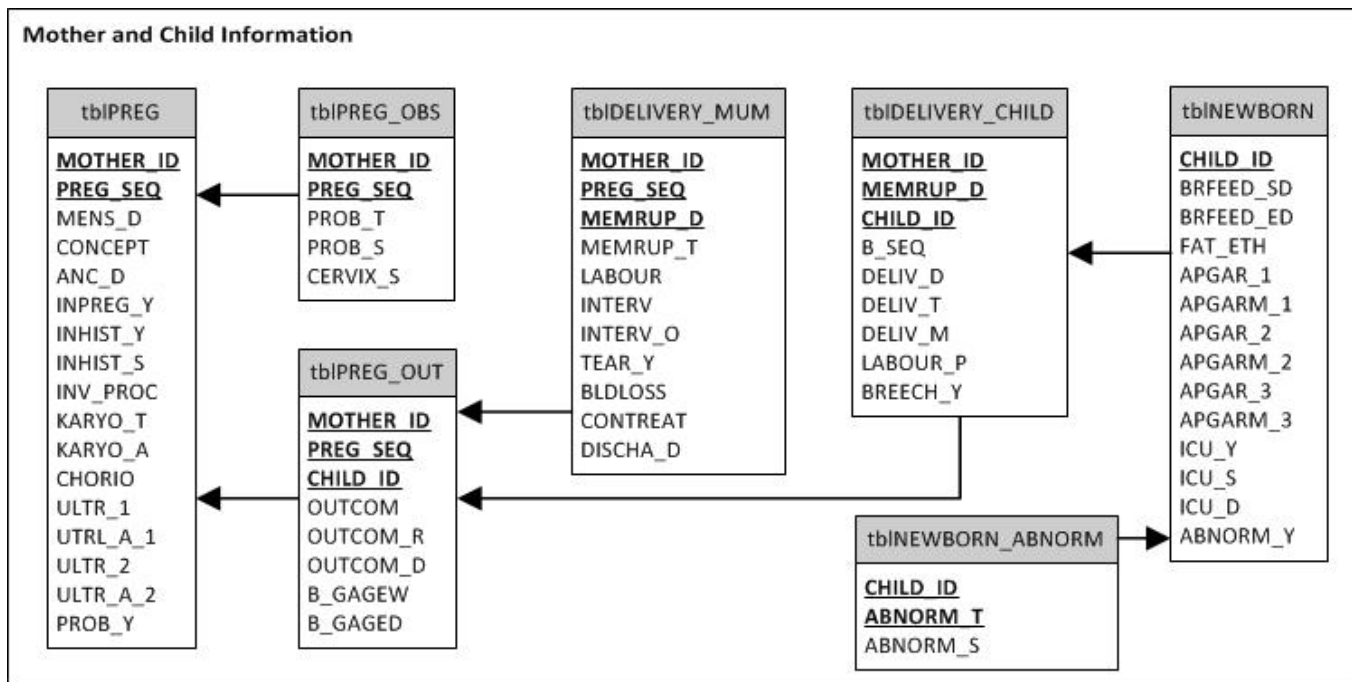 Mother and Child Information
tblPREG
MOTHER_ID
PREG_SEQ
MENS_D
CONCEPT
ANC_D
INPREG_Y
INHIST_Y
INHIST_S
INV_PROC
KARYO_T
KARYO_A
CHORIO
ULTR_1
UTRL_A_1
ULTR_2
ULTR_A_2
PROB_Y
tblPREG_OBS
MOTHER_ID
PREG_SEQ
PROB_T
PROB_S
CERVIX_S
tblPREG_OUT
MOTHER_ID
PREG_SEQ
CHILD_ID
OUTCOM
OUTCOM_R
OUTCOM_D
B_GAGEW
B_GAGED
tblDELIVERY_MUM
MOTHER_ID
PREG_SEQ
MEMRUP_D
MEMRUP_T
LABOUR
INTERV
INTERV_O
TEAR_Y
BLDLOSS
CONTREAT
DISCHA_D
tblDELIVERY_CHILD
MOTHER_ID
MEMRUP_D
CHILD_ID
B_SEQ
DELIV_D
DELIV_T
DELIV_M
LABOUR_P
BREECH_Y
tblNEWBORN_ABNORM
CHILD_ID
ABNORM_T
ABNORM_S
tblNEWBORN
CHILD_ID
BRFEED_SD
BRFEED_ED
FAT_ETH
APGAR_1
APGARM_1
APGAR_2
APGARM_2
APGAR_3
APGARM_3
ICU_Y
ICU_S
ICU_D
ABNORM_Y